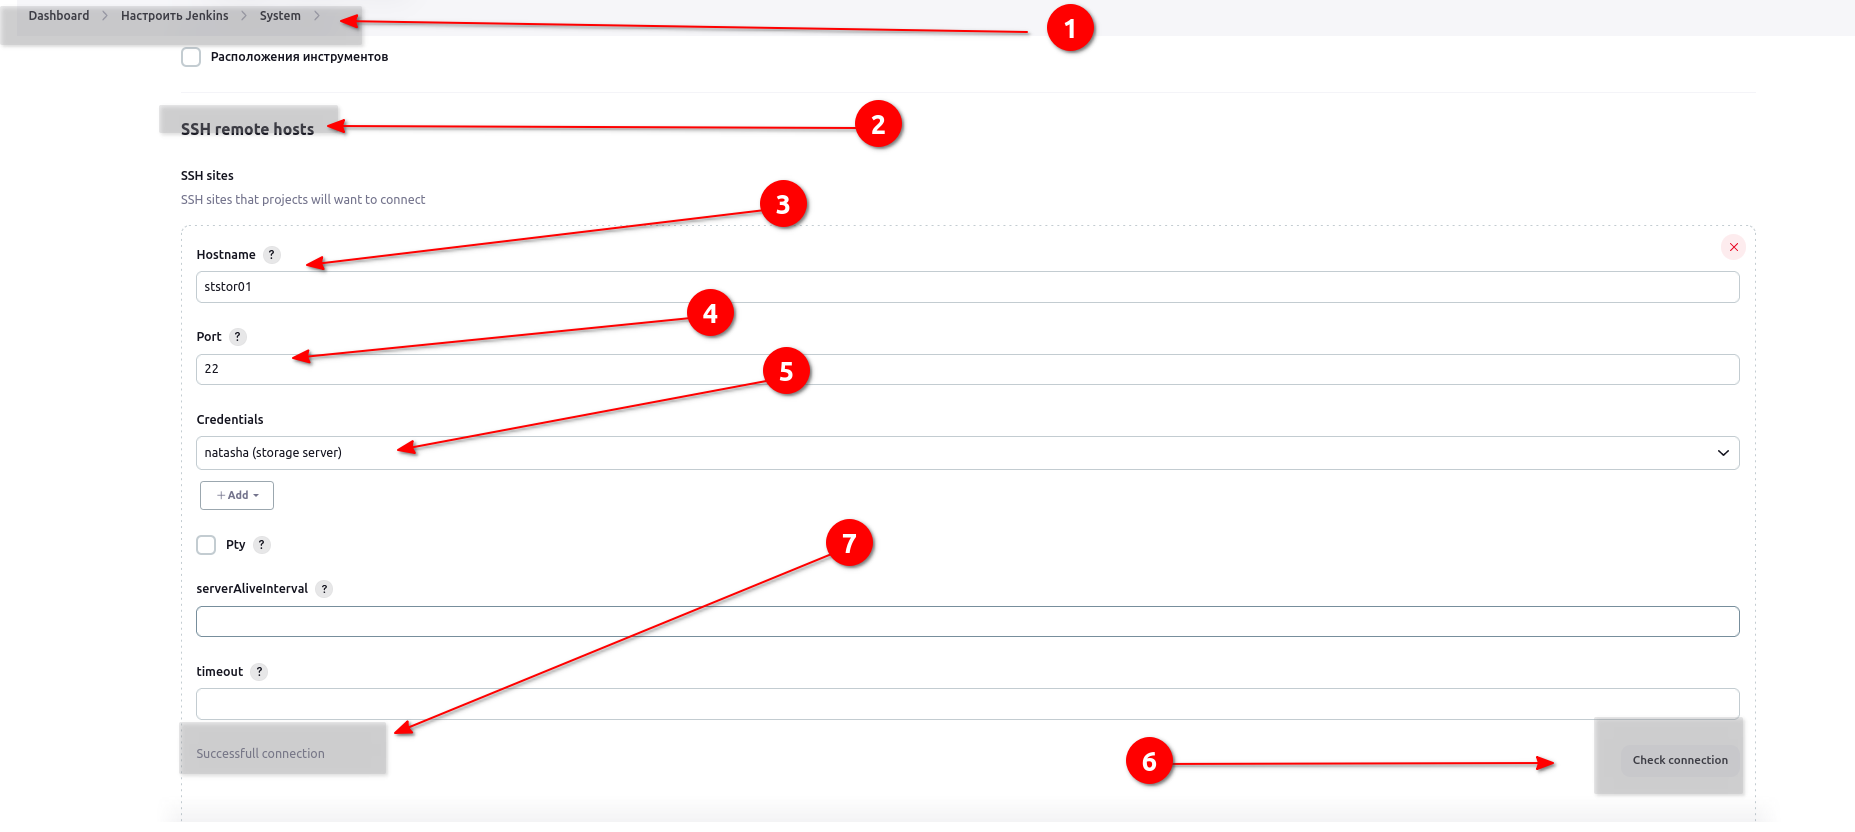 Dashboard > Настроить Jenkins > System >
1
Расположения инструментов
SSH remote hosts
2
SSH sites
SSH sites that projects will want to connect
3
Hostname ?
ststor01
4
Port ?
22
5
Credentials
natasha (storage server)
+ Add
Pty ?
7
serverAliveInterval ?
timeout ?
Successfull connection
6
Check connection